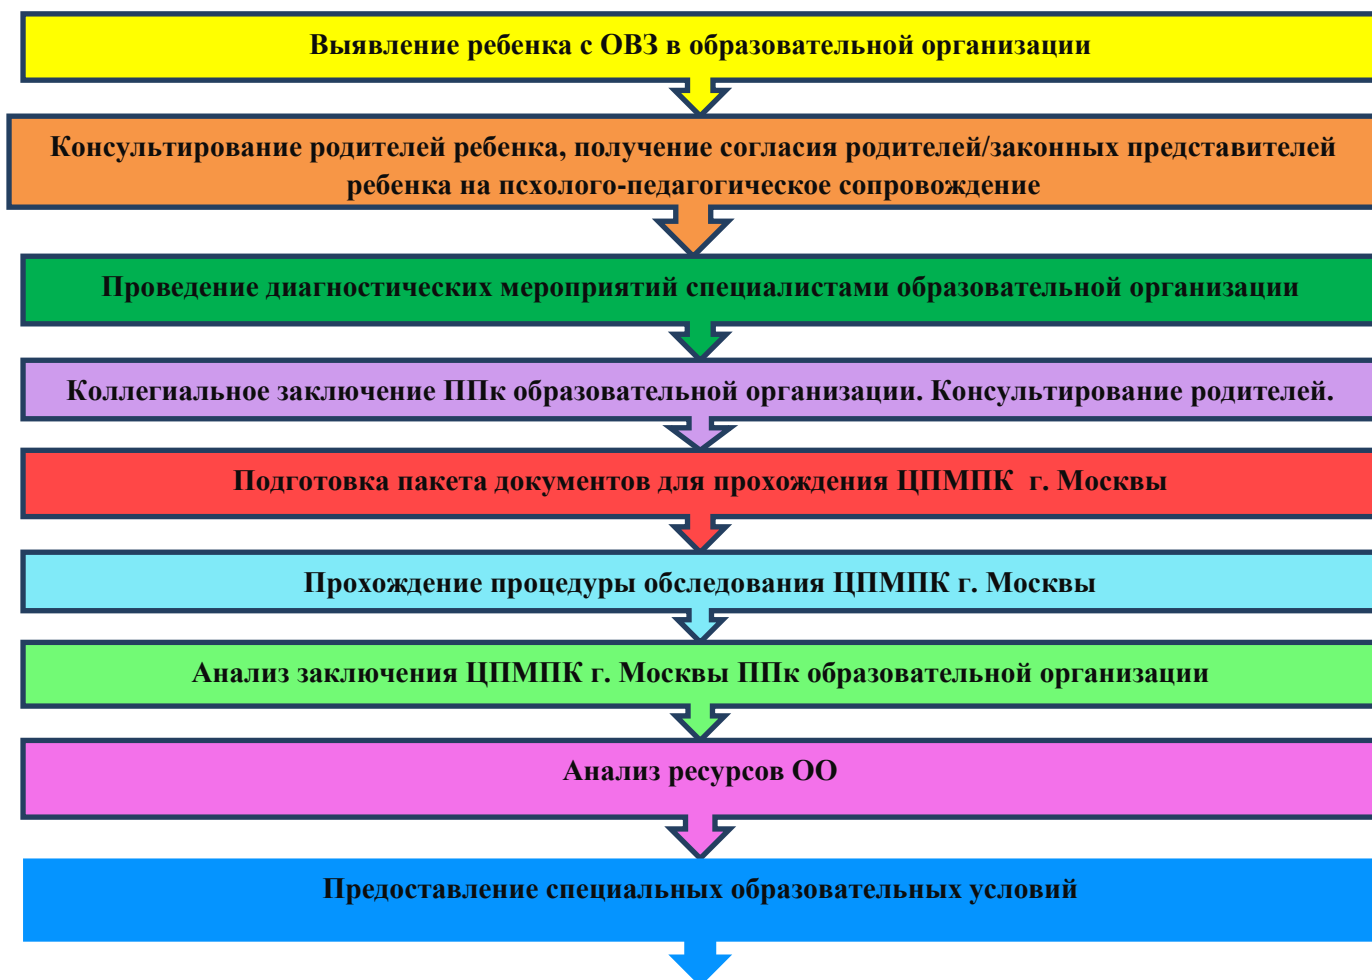 Выявление ребенка с ОВЗ в образовательной организации
Консультирование родителей ребенка, получение согласия родителей/законных представителей
ребенка на псхолого-педагогическое сопровождение
Проведение диагностических мероприятий специалистами образовательной организации
Коллегиальное заключение ППк образовательной организации. Консультирование родителей.
Подготовка пакета документов для прохождения ЦПМПК г. Москвы
Прохождение процедуры обследования ЦПМПК г. Москвы
Анализ заключения ЦПМПК г. Москвы ППк образовательной организации
Анализ ресурсов ОО
Предоставление специальных образовательных условий